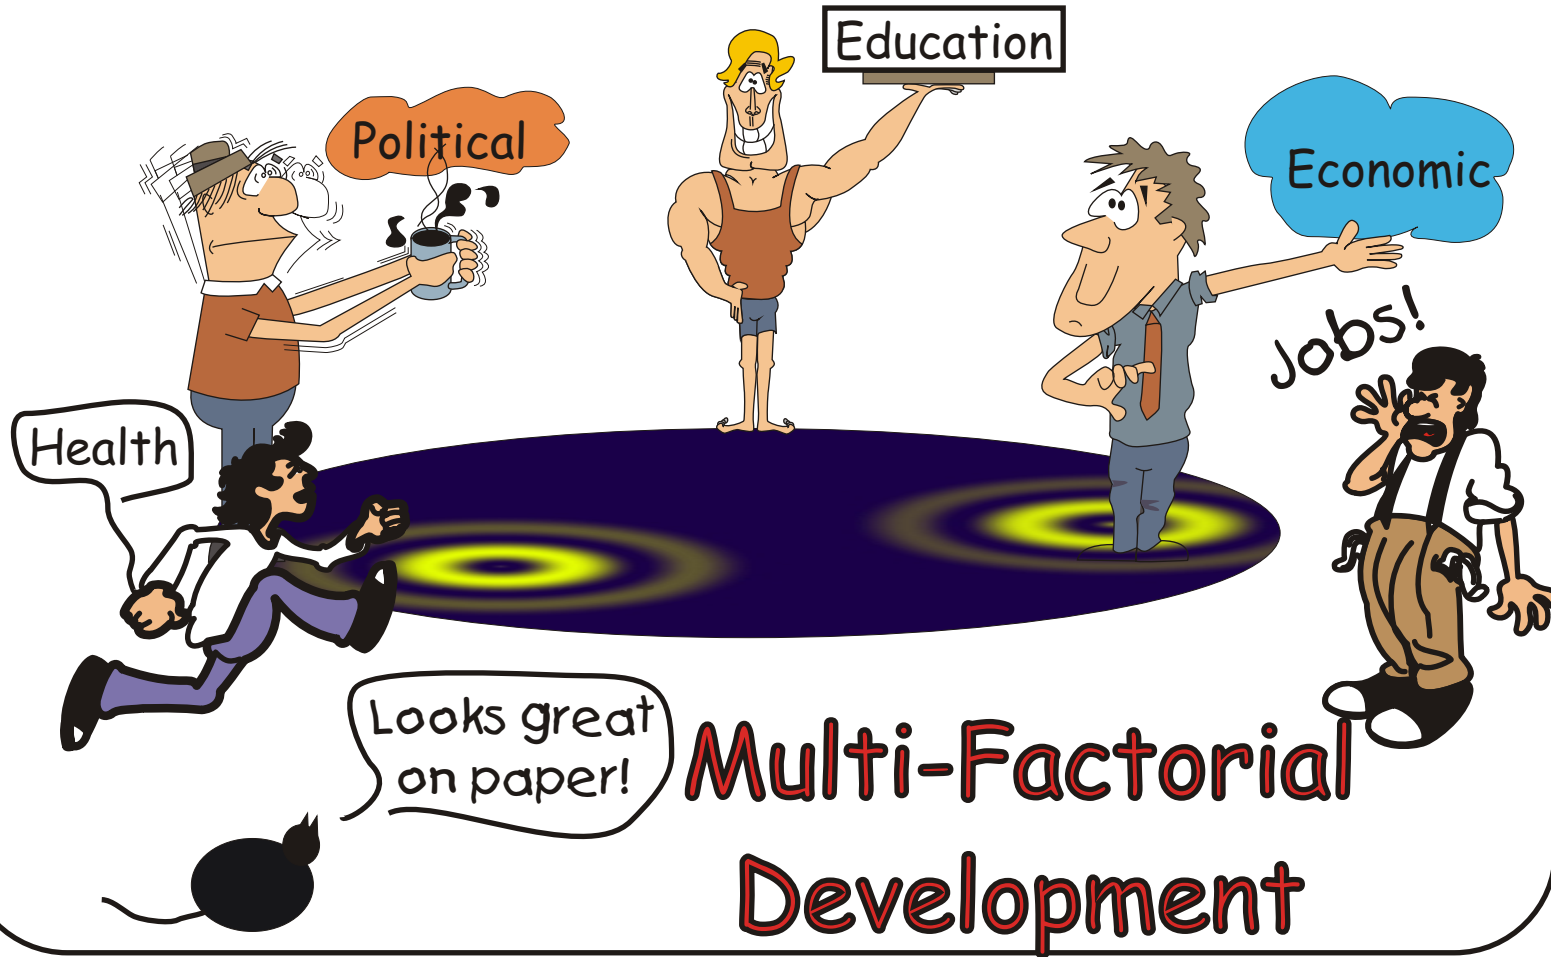 Education
Political
Economic
Jobs!
Health
Looks great
on paper!
Multi-Factorial
Development